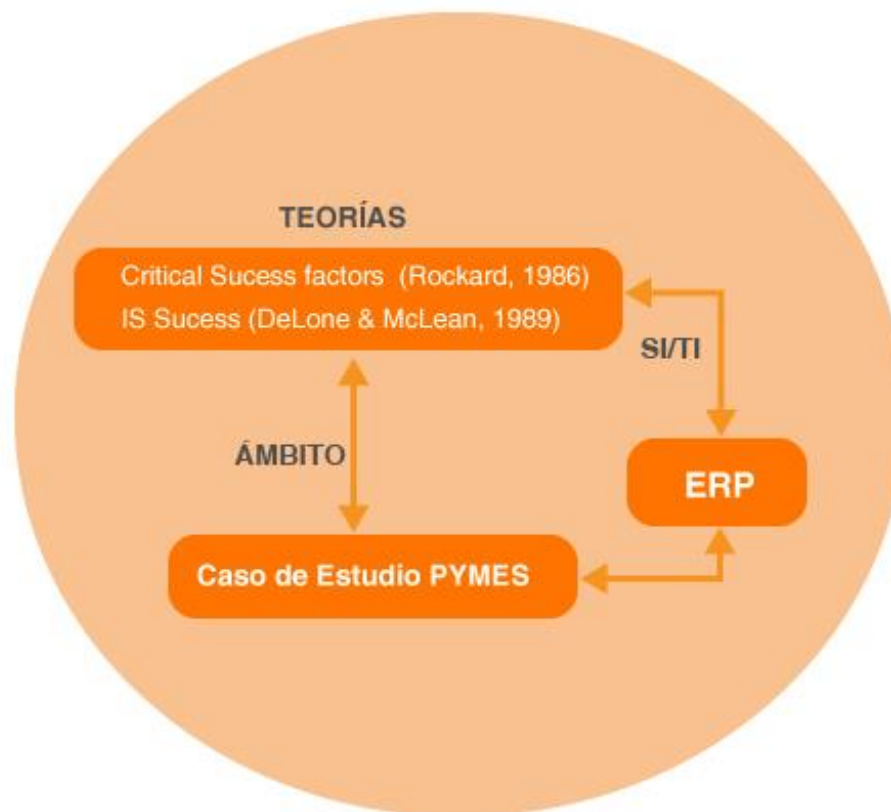 TEORÍAS
Critical Sucess factors (Rockard, 1986)
IS Sucess (DeLone & McLean, 1989)
SI/TI
ÁMBITO
ERP
Caso de Estudio PYMES